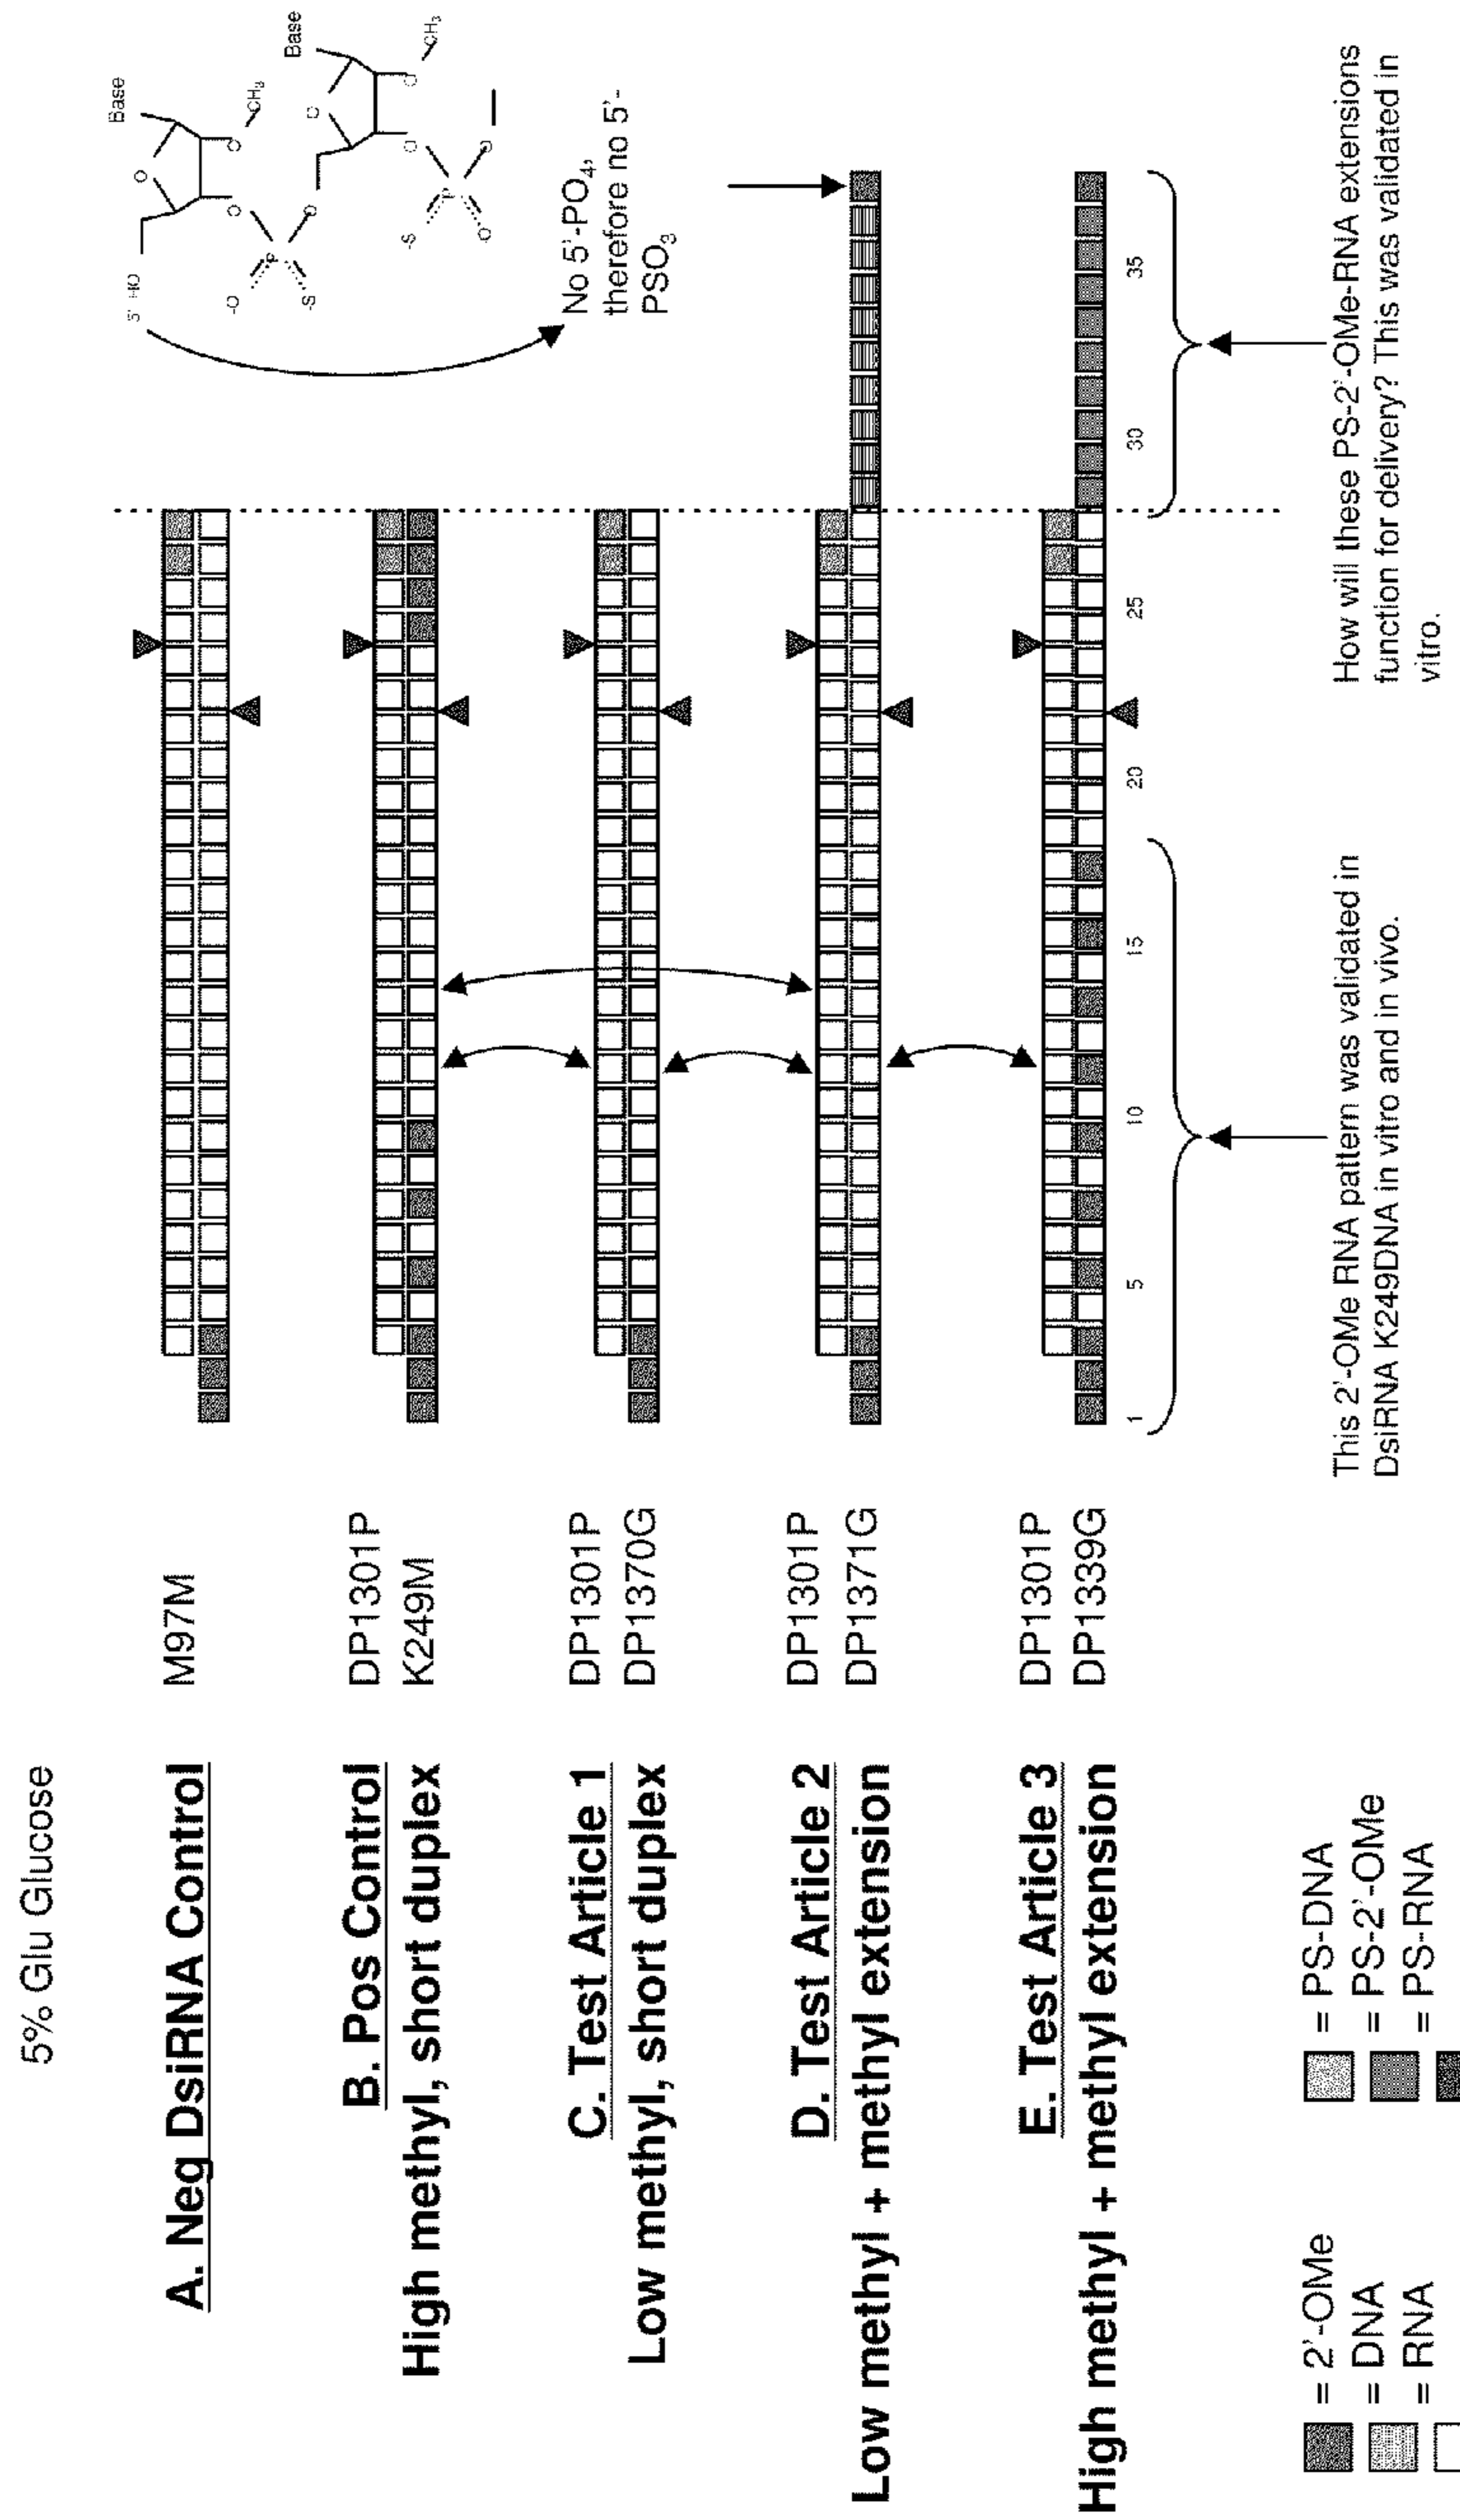 5% Glu Glucose
A. Neg DsiRNA Control
M97M
B. Pos Control
High methyl, short duplex
DP1301P
K249M
C. Test Article 1
Low methyl, short duplex
DP1301P
DP1370G
D. Test Article 2
Low methyl + methyl extension
DP1301P
DP1371G
E. Test Article 3
High methyl + methyl extension
DP1301P
DP1339G
1 5 10 15 20 25 30 35
5' HO
O
Base
O
O
CH3
-O
P
-S
O
O
Base
O
O
CH3
-S
P
-O
O
No 5'-PO4,
therefore no 5'-
PSO3
This 2'-OMe RNA pattern was validated in
DsiRNA K249DNA in vitro and in vivo.
How will these PS-2'-OMe-RNA extensions
function for delivery? This was validated in
vitro.
= 2'-OMe
= DNA
= RNA
= PS-DNA
= PS-2'-OMe
= PS-RNA